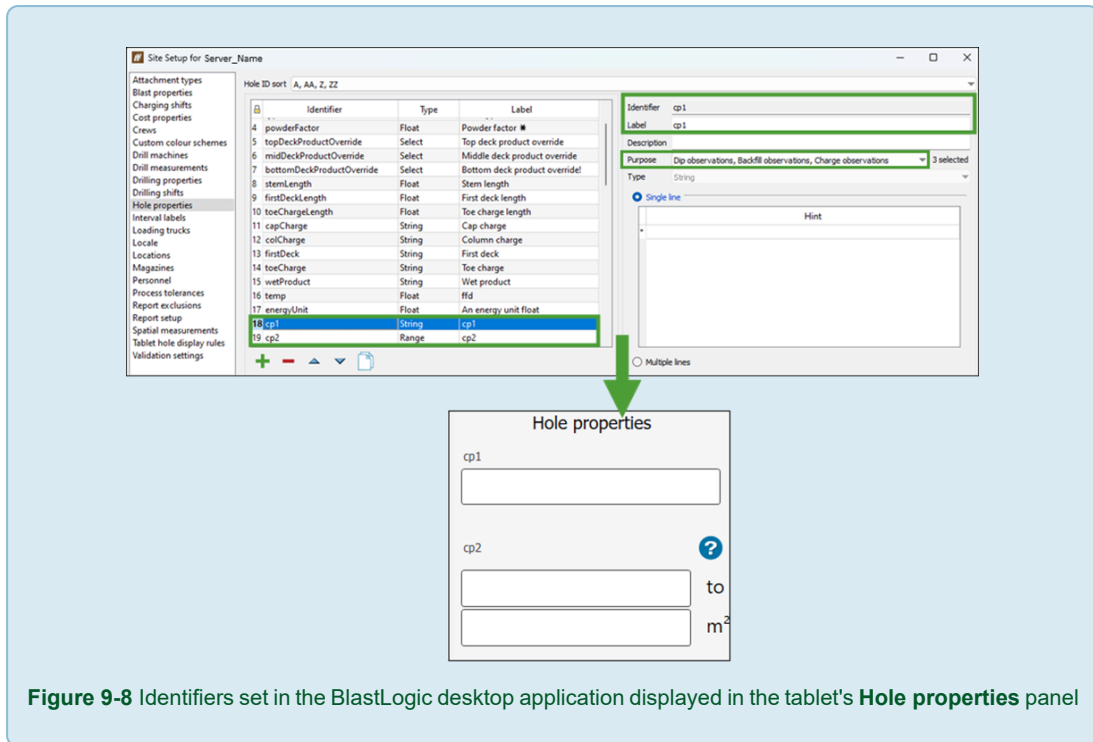 Site Setup for Server_Name
Attachment types
Blast properties
Charging shifts
Cost properties
Crews
Custom colour schemes
Drill machines
Drill measurements
Drilling properties
Drilling shifts
Hole properties
Interval labels
Loading trucks
Locale
Locations
Magazines
Personnel
Process tolerances
Report exclusions
Report setup
Spatial measurements
Tablet hole display rules
Validation settings
Hole ID sort A, AA, Z, ZZ
Identifier Type Label
4 powderFactor Float Powder factor
5 topDeckProductOverride Select Top deck product override
6 midDeckProductOverride Select Middle deck product override
7 bottomDeckProductOverride Select Bottom deck product override!
8 stemLength Float Stem length
9 firstDeckLength Float First deck length
10 toeChargeLength Float Toe charge length
11 capCharge String Cap charge
12 colCharge String Column charge
13 firstDeck String First deck
14 toeCharge String Toe charge
15 wetProduct String Wet product
16 temp Float ffd
17 energyUnit Float An energy unit float
18 cp1 String cp1
19 cp2 Range cp2
Identifier cp1
Label cp1
Description
Purpose Dip observations, Backfill observations, Charge observations 3 selected
Type String
Single line
Hint
Multiple lines
Hole properties
cp1
cp2 ?
to
m²
Figure 9-8 Identifiers set in the BlastLogic desktop application displayed in the tablet's Hole properties panel